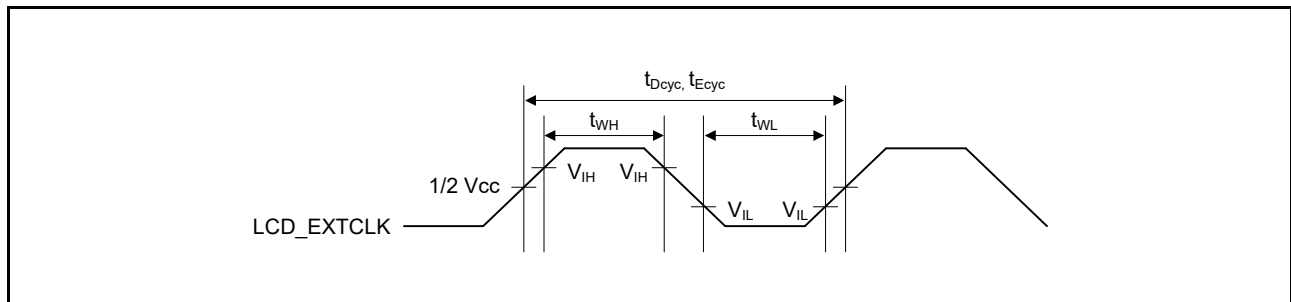 tDcyc, tEcyc
tWH
tWL
VIH
VIH
1/2 Vcc
VIL
VIL
LCD_EXTCLK